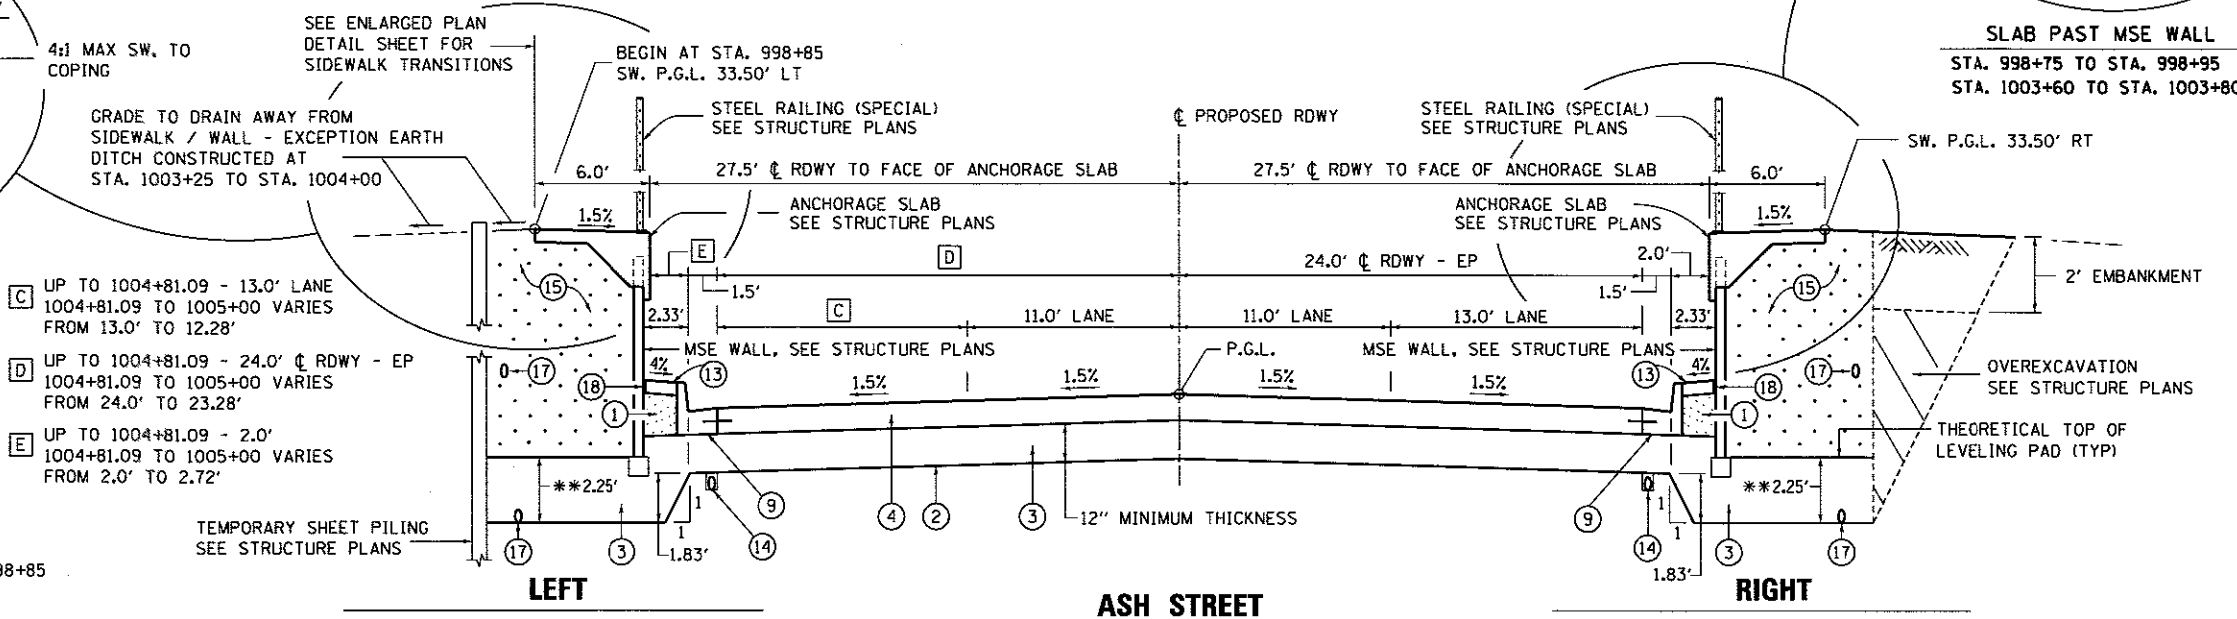 SEE ENLARGED PLAN
DETAIL SHEET FOR
SIDEWALK TRANSITIONS
4:1 MAX SW. TO
COPING
BEGIN AT STA. 998+85
SW. P.G.L. 33.50' LT
SLAB PAST MSE WALL
STA. 998+75 TO STA. 998+95
STA. 1003+60 TO STA. 1003+80
GRADE TO DRAIN AWAY FROM
SIDEWALK / WALL - EXCEPTION EARTH
DITCH CONSTRUCTED AT
STA. 1003+25 TO STA. 1004+00
STEEL RAILING (SPECIAL)
SEE STRUCTURE PLANS
℄ PROPOSED RDWY
STEEL RAILING (SPECIAL)
SEE STRUCTURE PLANS
SW. P.G.L. 33.50' RT
6.0'
27.5' ℄ RDWY TO FACE OF ANCHORAGE SLAB
27.5' ℄ RDWY TO FACE OF ANCHORAGE SLAB
6.0'
1.5%
ANCHORAGE SLAB
SEE STRUCTURE PLANS
ANCHORAGE SLAB
SEE STRUCTURE PLANS
1.5%
E
D
24.0' ℄ RDWY - EP
2.0'
2' EMBANKMENT
C
UP TO 1004+81.09 - 13.0' LANE
1004+81.09 TO 1005+00 VARIES
FROM 13.0' TO 12.28'
15
1.5'
1.5'
15
2.33'
C
11.0' LANE
11.0' LANE
13.0' LANE
2.33'
MSE WALL, SEE STRUCTURE PLANS
P.G.L.
MSE WALL, SEE STRUCTURE PLANS
D
UP TO 1004+81.09 - 24.0' ℄ RDWY - EP
1004+81.09 TO 1005+00 VARIES
FROM 24.0' TO 23.28'
17
18
4%
13
1.5%
1.5%
1.5%
1.5%
13
4%
18
17
OVEREXCAVATION
SEE STRUCTURE PLANS
1
1
E
UP TO 1004+81.09 - 2.0'
1004+81.09 TO 1005+00 VARIES
FROM 2.0' TO 2.72'
THEORETICAL TOP OF
LEVELING PAD (TYP)
**2.25'
**2.25'
TEMPORARY SHEET PILING
SEE STRUCTURE PLANS
17
3
1
1
1.83'
14
9
4
2
3
12" MINIMUM THICKNESS
9
14
1
1
1.83'
3
17
98+85
LEFT
ASH STREET
RIGHT